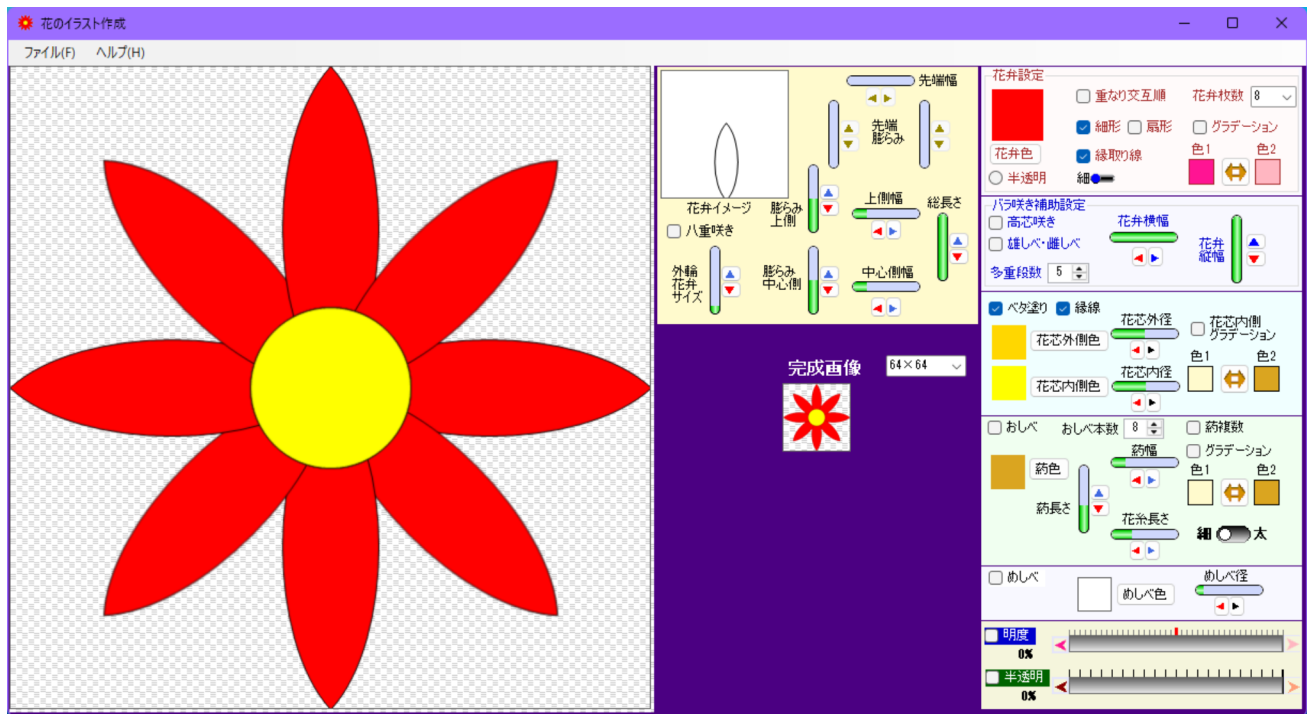 花のイラスト作成
ファイル(F) ヘルプ(H)
先端幅
先端
膨らみ
花弁イメージ
膨らみ
上側
上側幅
総長さ
八重咲き
外輪
花弁
サイズ
膨らみ
中心側
中心側幅
完成画像
64×64
花弁設定
重なり交互順
花弁枚数 8
細形 扇形
グラデーション
花弁色
縁取り線
色1 色2
半透明
細
バラ咲き補助設定
高芯咲き
花弁横幅
雄しべ・雌しべ
花弁
縦幅
多重段数 5
ベタ塗り 縁線
花芯外径
花芯内側
グラデーション
花芯外側色
色1 色2
花芯内径
花芯内側色
おしべ おしべ本数 8
葯複数
葯幅
グラデーション
葯色
色1 色2
葯長さ
花糸長さ
細 太
めしべ
めしべ色
めしべ径
明度
0%
半透明
0%